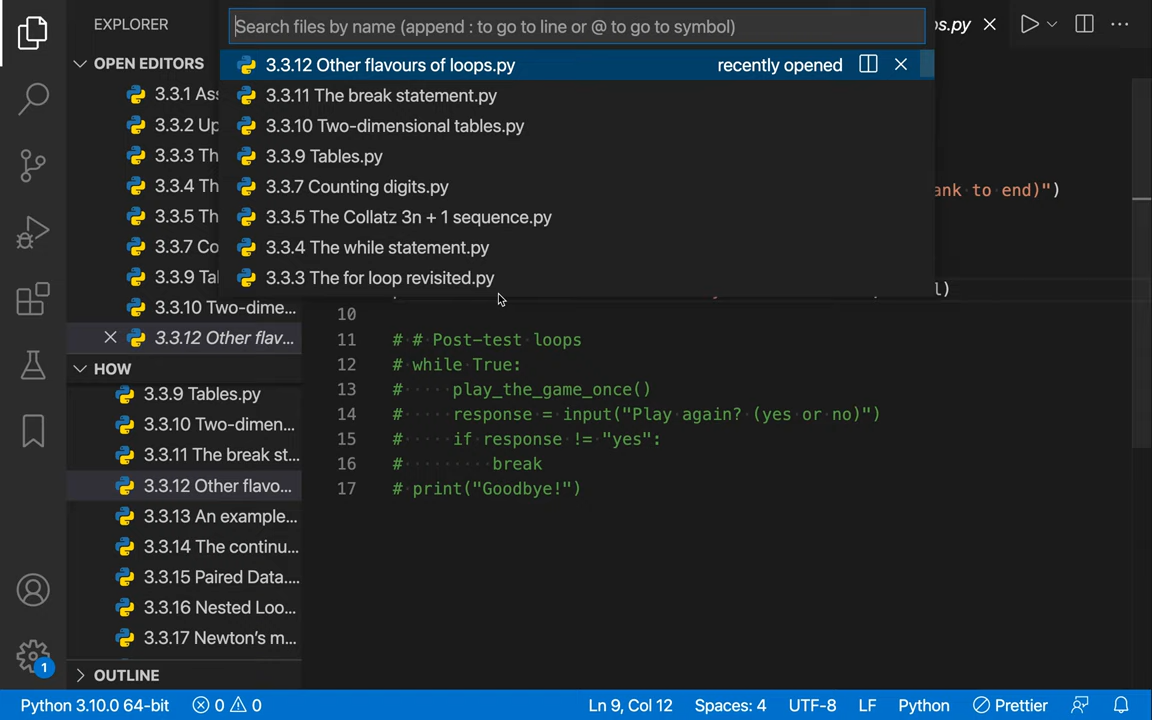 EXPLORER
Search files by name (append : to go to line or @ to go to symbol)
os.py
OPEN EDITORS
3.3.12 Other flavours of loops.py recently opened
3.3.1 Ass
3.3.11 The break statement.py
3.3.2 Up
3.3.10 Two-dimensional tables.py
3.3.3 Th
3.3.9 Tables.py
3.3.4 Th
3.3.7 Counting digits.py
ank to end)")
3.3.5 Th
3.3.5 The Collatz 3n + 1 sequence.py
3.3.7 Co
3.3.4 The while statement.py
3.3.9 Tal
3.3.3 The for loop revisited.py
l)
3.3.10 Two-dime...
10
3.3.12 Other flav...
11 # # Post-test loops
HOW
12 # while True:
3.3.9 Tables.py
13 # play_the_game_once()
3.3.10 Two-dimen...
14 # response = input("Play again? (yes or no)")
15 # if response != "yes":
3.3.11 The break st...
16 # break
3.3.12 Other flavo...
17 # print("Goodbye!")
3.3.13 An example...
3.3.14 The continu...
3.3.15 Paired Data....
3.3.16 Nested Loo...
3.3.17 Newton's m...
1
OUTLINE
Python 3.10.0 64-bit 0 0 Ln 9, Col 12 Spaces: 4 UTF-8 LF Python Prettier